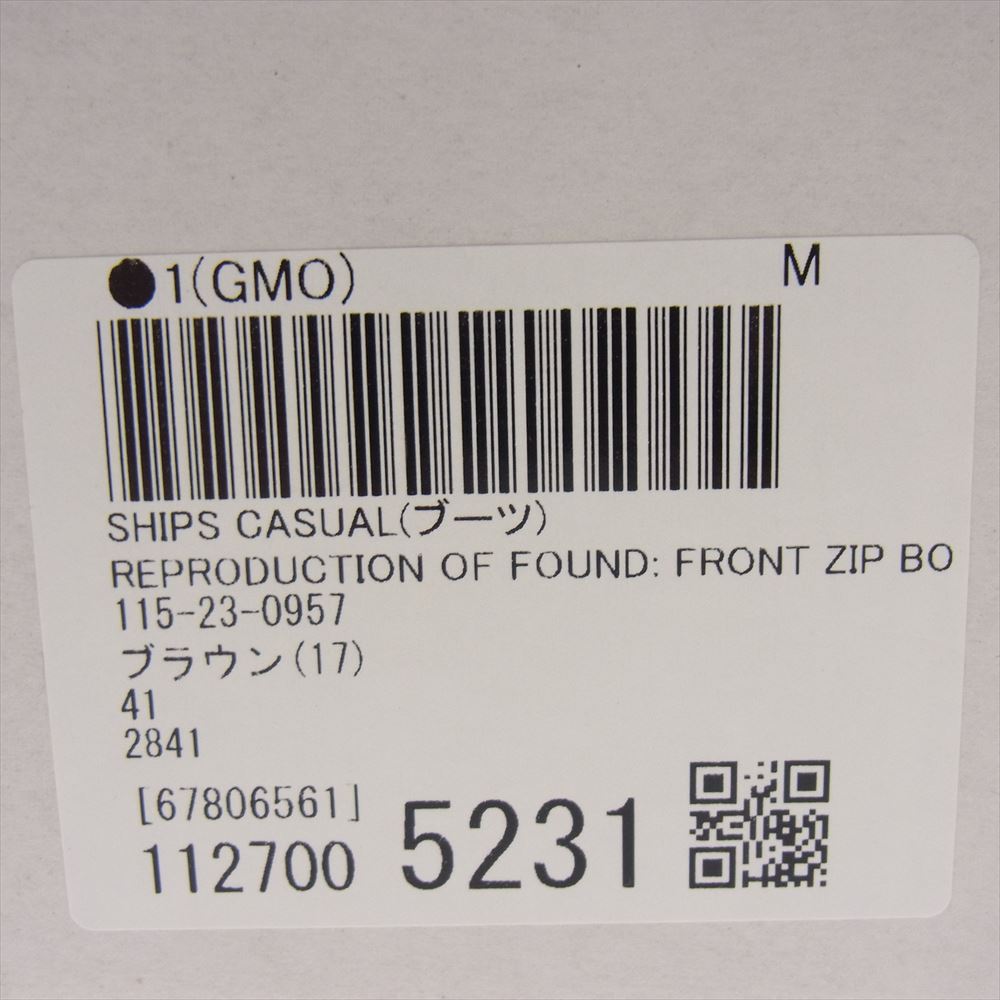 ●1(GMO) M
SHIPS CASUAL(ブーツ)
REPRODUCTION OF FOUND: FRONT ZIP BO
115-23-0957
ブラウン(17)
41
2841
[67806561]
112700 5231